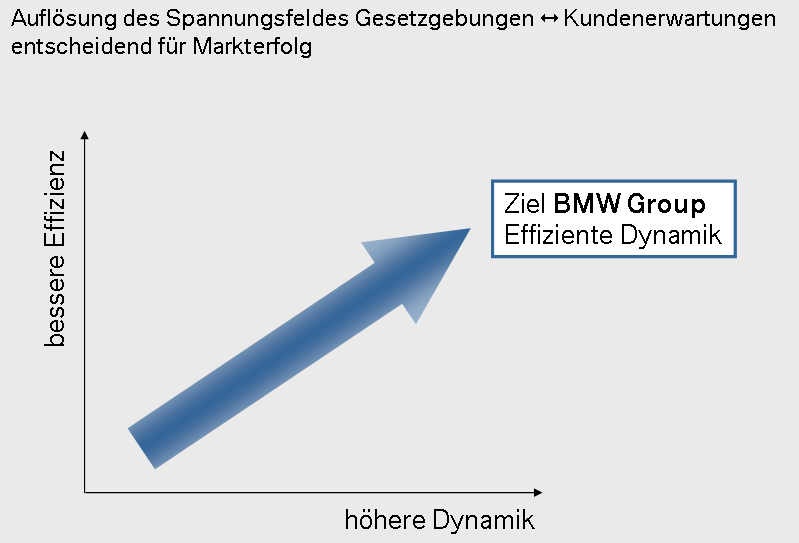 Auflösung des Spannungsfeldes Gesetzgebungen ↔ Kundenerwartungen
entscheidend für Markterfolg
bessere Effizienz
Ziel BMW Group
Effiziente Dynamik
höhere Dynamik